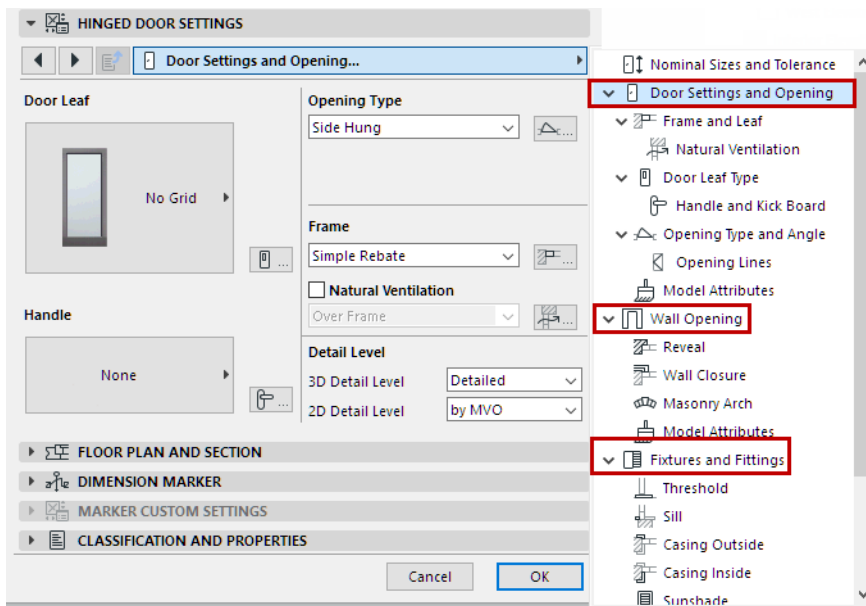 HINGED DOOR SETTINGS
Door Settings and Opening...
Door Leaf
No Grid
...
Handle
None
...
Opening Type
Side Hung
...
Frame
Simple Rebate
...
Natural Ventilation
Over Frame
...
Detail Level
3D Detail Level
Detailed
2D Detail Level
by MVO
FLOOR PLAN AND SECTION
DIMENSION MARKER
MARKER CUSTOM SETTINGS
CLASSIFICATION AND PROPERTIES
Cancel
OK
Nominal Sizes and Tolerance
Door Settings and Opening
Frame and Leaf
Natural Ventilation
Door Leaf Type
Handle and Kick Board
Opening Type and Angle
Opening Lines
Model Attributes
Wall Opening
Reveal
Wall Closure
Masonry Arch
Model Attributes
Fixtures and Fittings
Threshold
Sill
Casing Outside
Casing Inside
Sunshade